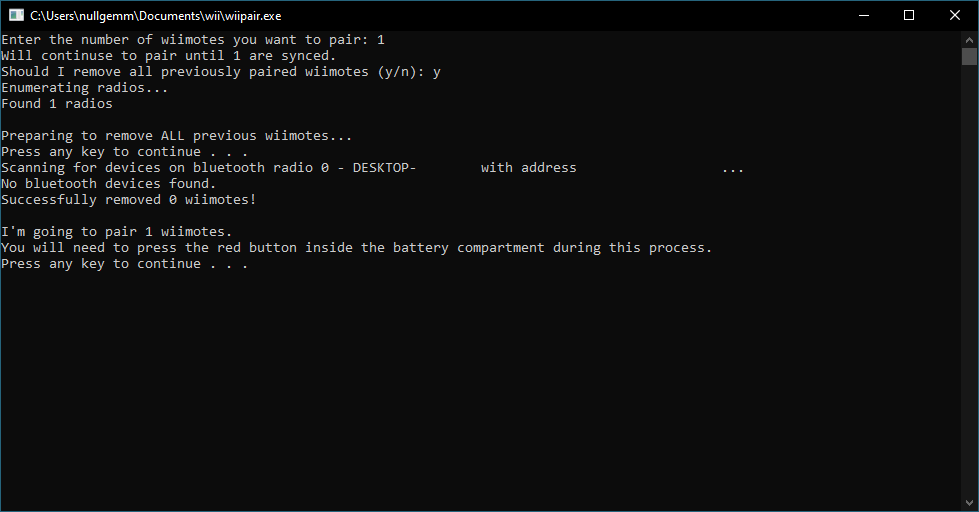 C:\Users\nullgemm\Documents\wii\wiipair.exe
Enter the number of wiimotes you want to pair: 1
Will continuse to pair until 1 are synced.
Should I remove all previously paired wiimotes (y/n): y
Enumerating radios...
Found 1 radios
Preparing to remove ALL previous wiimotes...
Press any key to continue . . .
Scanning for devices on bluetooth radio 0 - DESKTOP- with address ...
No bluetooth devices found.
Successfully removed 0 wiimotes!
I'm going to pair 1 wiimotes.
You will need to press the red button inside the battery compartment during this process.
Press any key to continue . . .